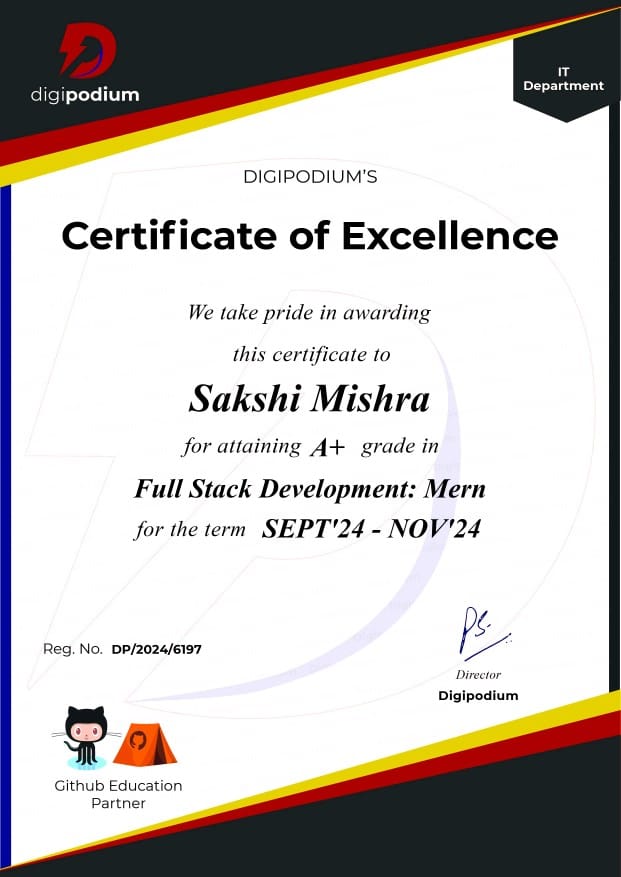 digipodium
IT
Department
DIGIPODIUM'S
Certificate of Excellence
We take pride in awarding
this certificate to
Sakshi Mishra
for attaining A+ grade in
Full Stack Development: Mern
for the term SEPT'24 - NOV'24
Reg. No. DP/2024/6197
PS.
Director
Digipodium
Github Education
Partner